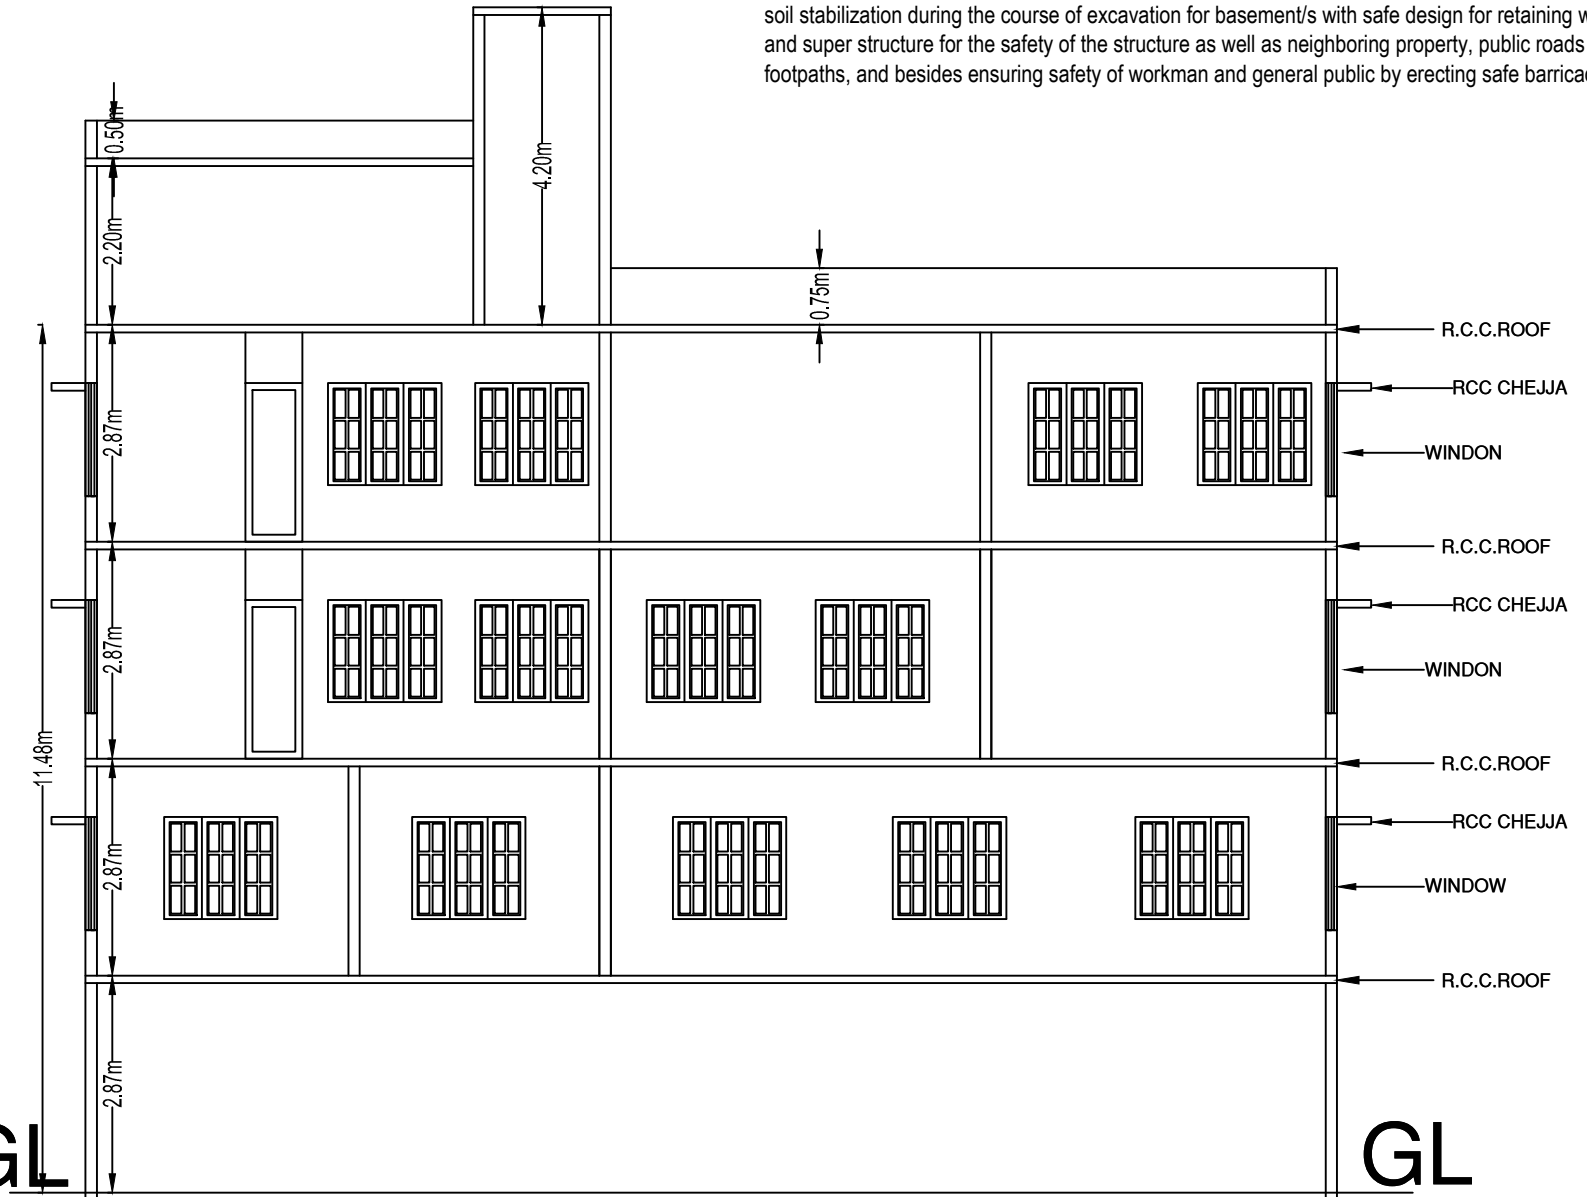 soil stabilization during the course of excavation for basement/s with safe design for retaining
and super structure for the safety of the structure as well as neighboring property, public roads
footpaths, and besides ensuring safety of workman and general public by erecting safe
0.50m
4.20m
2.20m
0.75m
R.C.C.ROOF
RCC CHEJJA
2.87m
WINDON
R.C.C.ROOF
RCC CHEJJA
2.87m
WINDON
11.48m
R.C.C.ROOF
RCC CHEJJA
2.87m
WINDOW
R.C.C.ROOF
2.87m
GL
GL